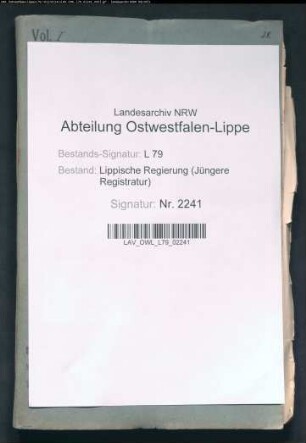 Vol. I
Landesarchiv NRW
Abteilung Ostwestfalen-Lippe
Bestands-Signatur: L 79
Bestand: Lippische Regierung (Jüngere
Registratur)
Signatur: Nr. 2241
LAV_OWL_L79_02241